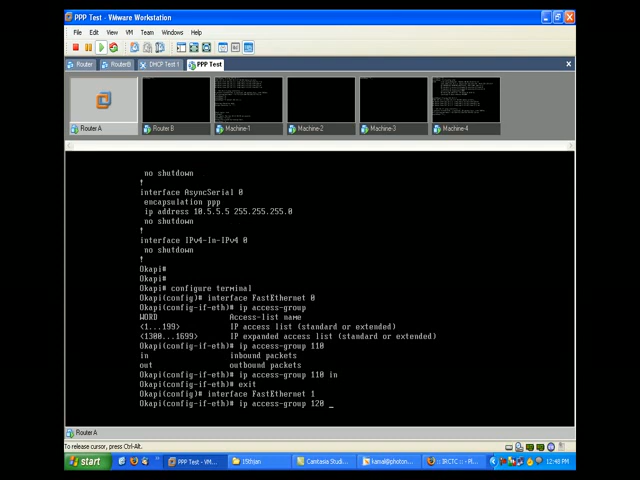 PPP Test - VMware Workstation
File Edit View VM Team Windows Help
Router RouterB DHCP Test 1 PPP Test
Router A Router B Machine-1 Machine-2 Machine-3 Machine-4
no shutdown
!
interface AsyncSerial 0
encapsulation ppp
ip address 10.5.5.5 255.255.255.0
no shutdown
!
interface IPv4-In-IPv4 0
no shutdown
Okapi#
Okapi#
Okapi# configure terminal
Okapi(config)# interface FastEthernet 0
Okapi(config-if-eth)# ip access-group
WORD Access-list name
<1...199> IP access list (standard or extended)
<1300...1699> IP expanded access list (standard or extended)
Okapi(config-if-eth)# ip access-group 110
in inbound packets
out outbound packets
Okapi(config-if-eth)# ip access-group 110 in
Okapi(config-if-eth)# exit
Okapi(config-if-eth)# interface FastEthernet 1
Okapi(config-if-eth)# ip access-group 120 _
Router A
To release cursor, press Ctrl-Alt.
start PPP Test - VM... 15thjan Camtasia Studi... kamal@photon... :: IRCTC :: - Pl... 12:48 PM